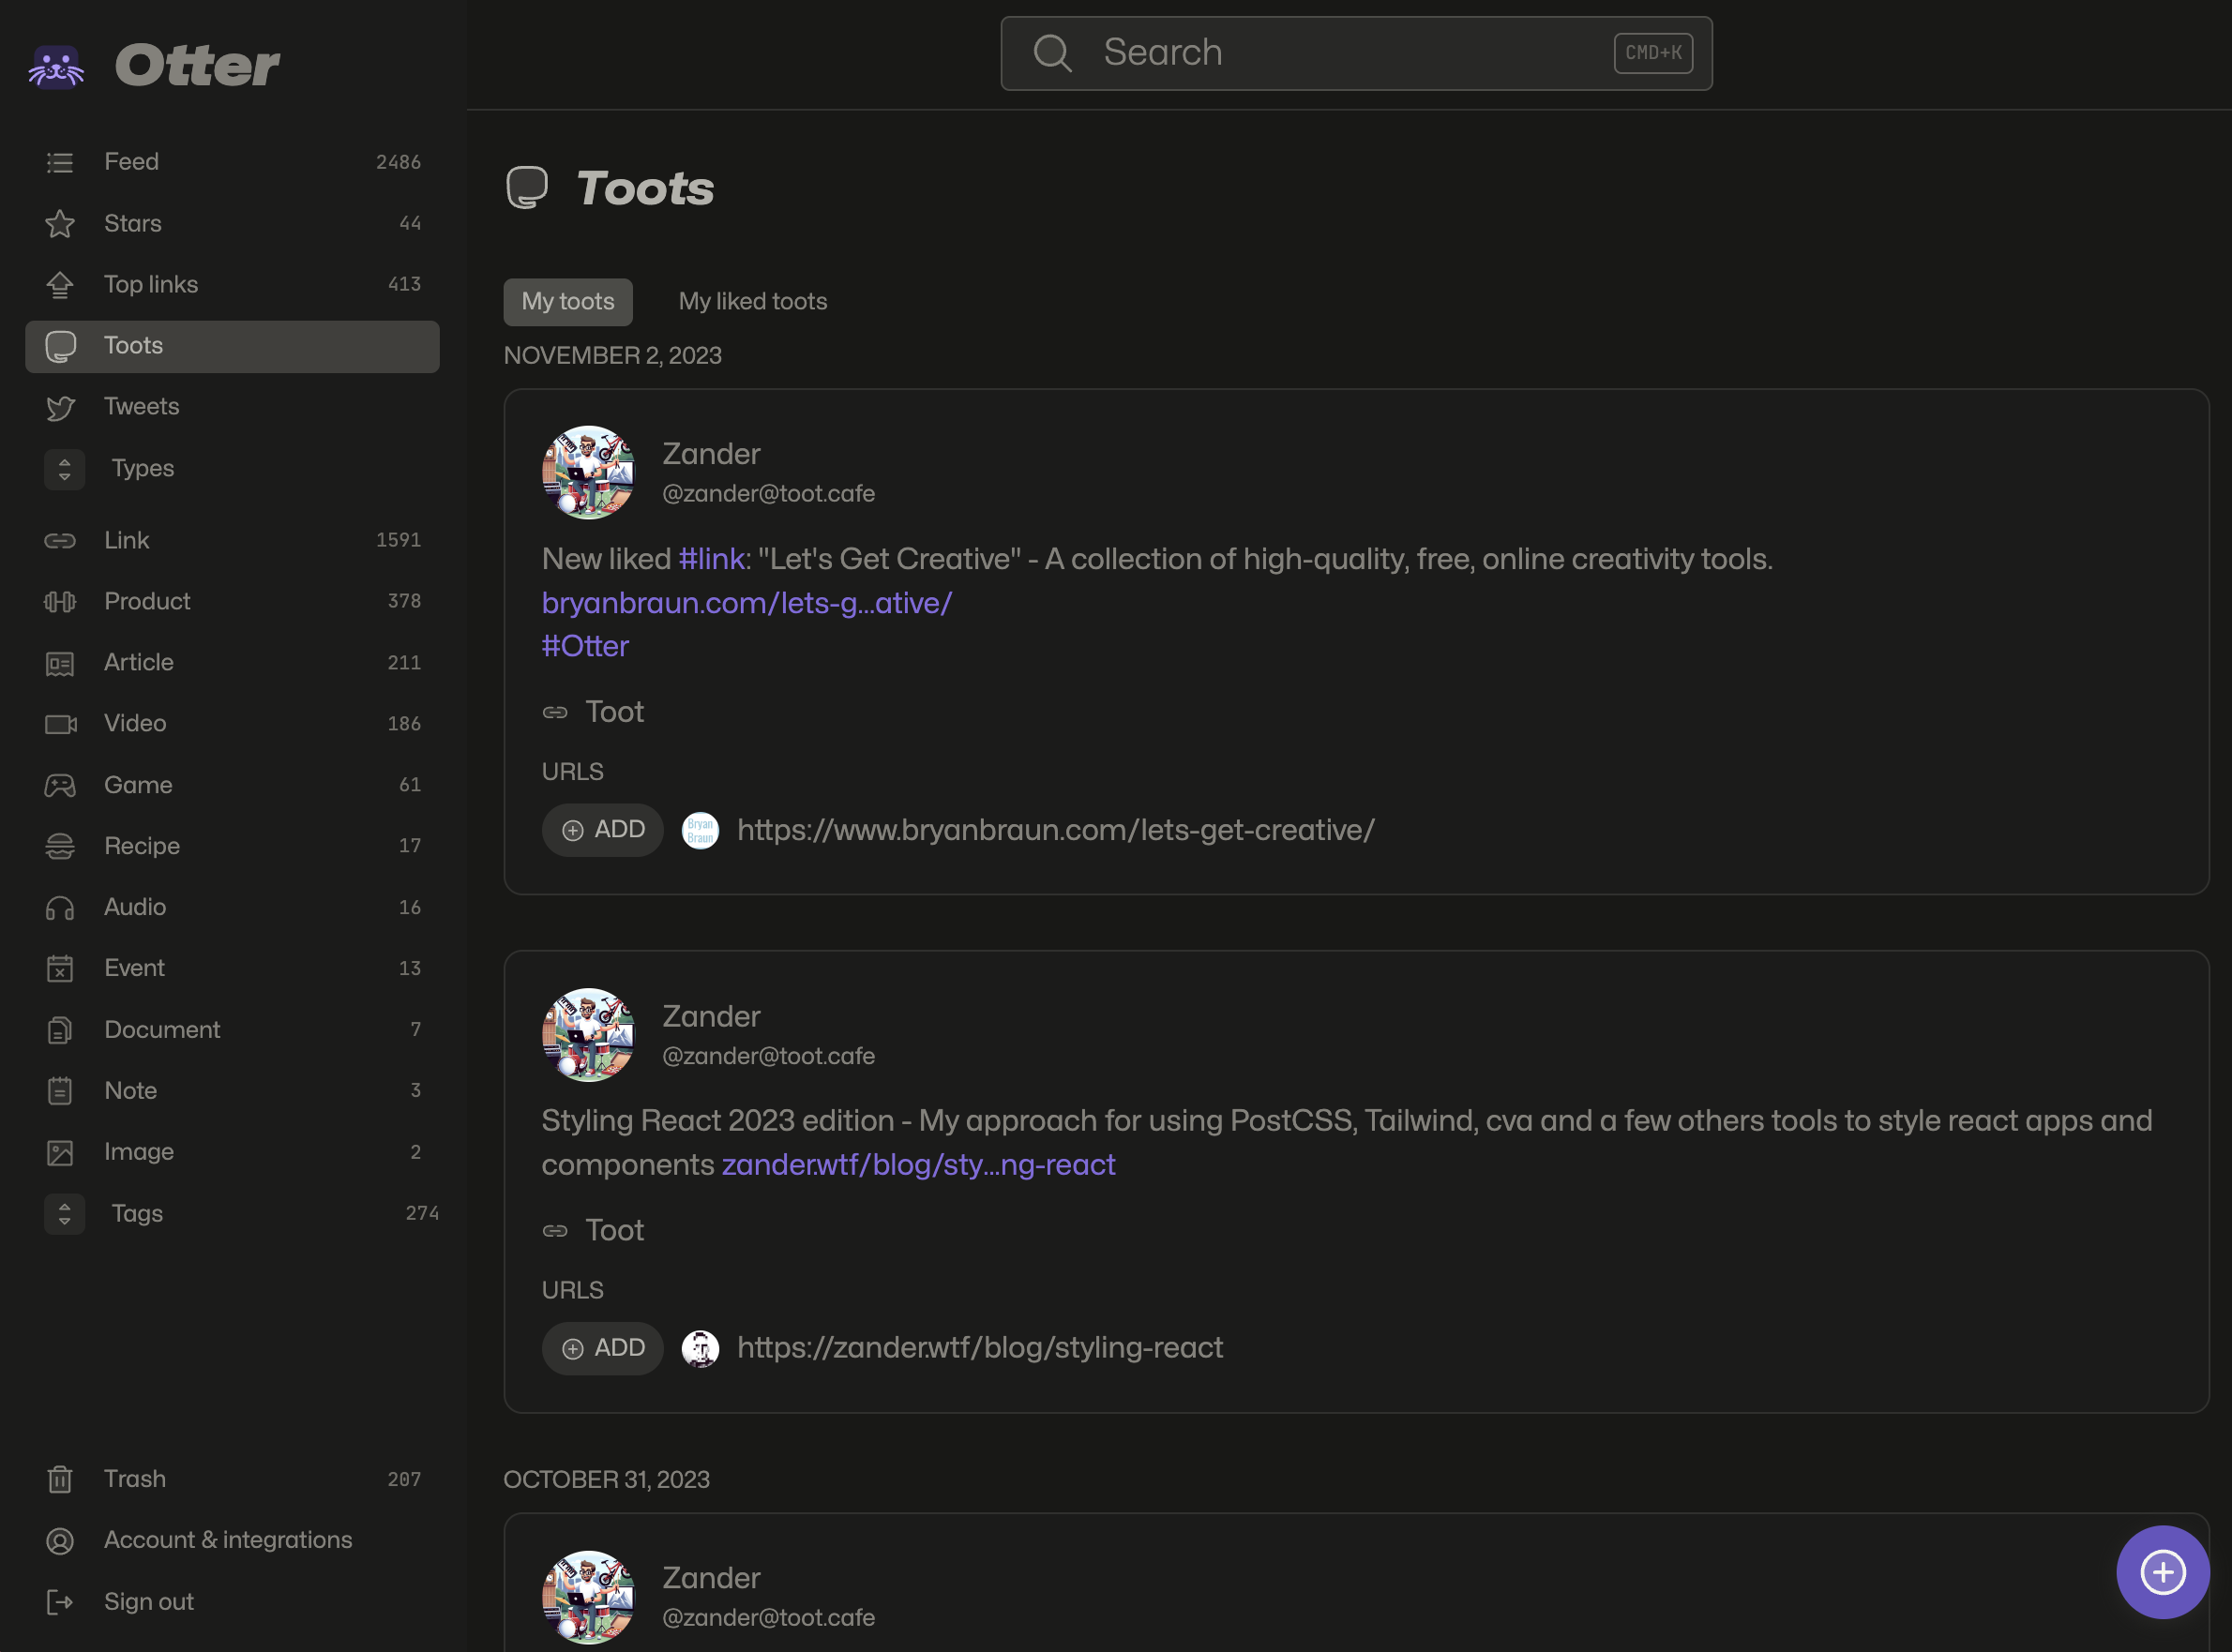 Otter
Search
CMD+K
Feed 2486
Stars 44
Top links 413
Toots
Tweets
Types
Link 1591
Product 378
Article 211
Video 186
Game 61
Recipe 17
Audio 16
Event 13
Document 7
Note 3
Image 2
Tags 274
Trash 207
Account & integrations
Sign out
Toots
My toots
My liked toots
NOVEMBER 2, 2023
Zander
@zander@toot.cafe
New liked #link: "Let's Get Creative" - A collection of high-quality, free, online creativity tools.
bryanbraun.com/lets-g...ative/
#Otter
Toot
URLS
ADD
Bryan
Braun
https://www.bryanbraun.com/lets-get-creative/
Zander
@zander@toot.cafe
Styling React 2023 edition - My approach for using PostCSS, Tailwind, cva and a few others tools to style react apps and
components zander.wtf/blog/sty...ng-react
Toot
URLS
ADD
https://zander.wtf/blog/styling-react
OCTOBER 31, 2023
Zander
@zander@toot.cafe